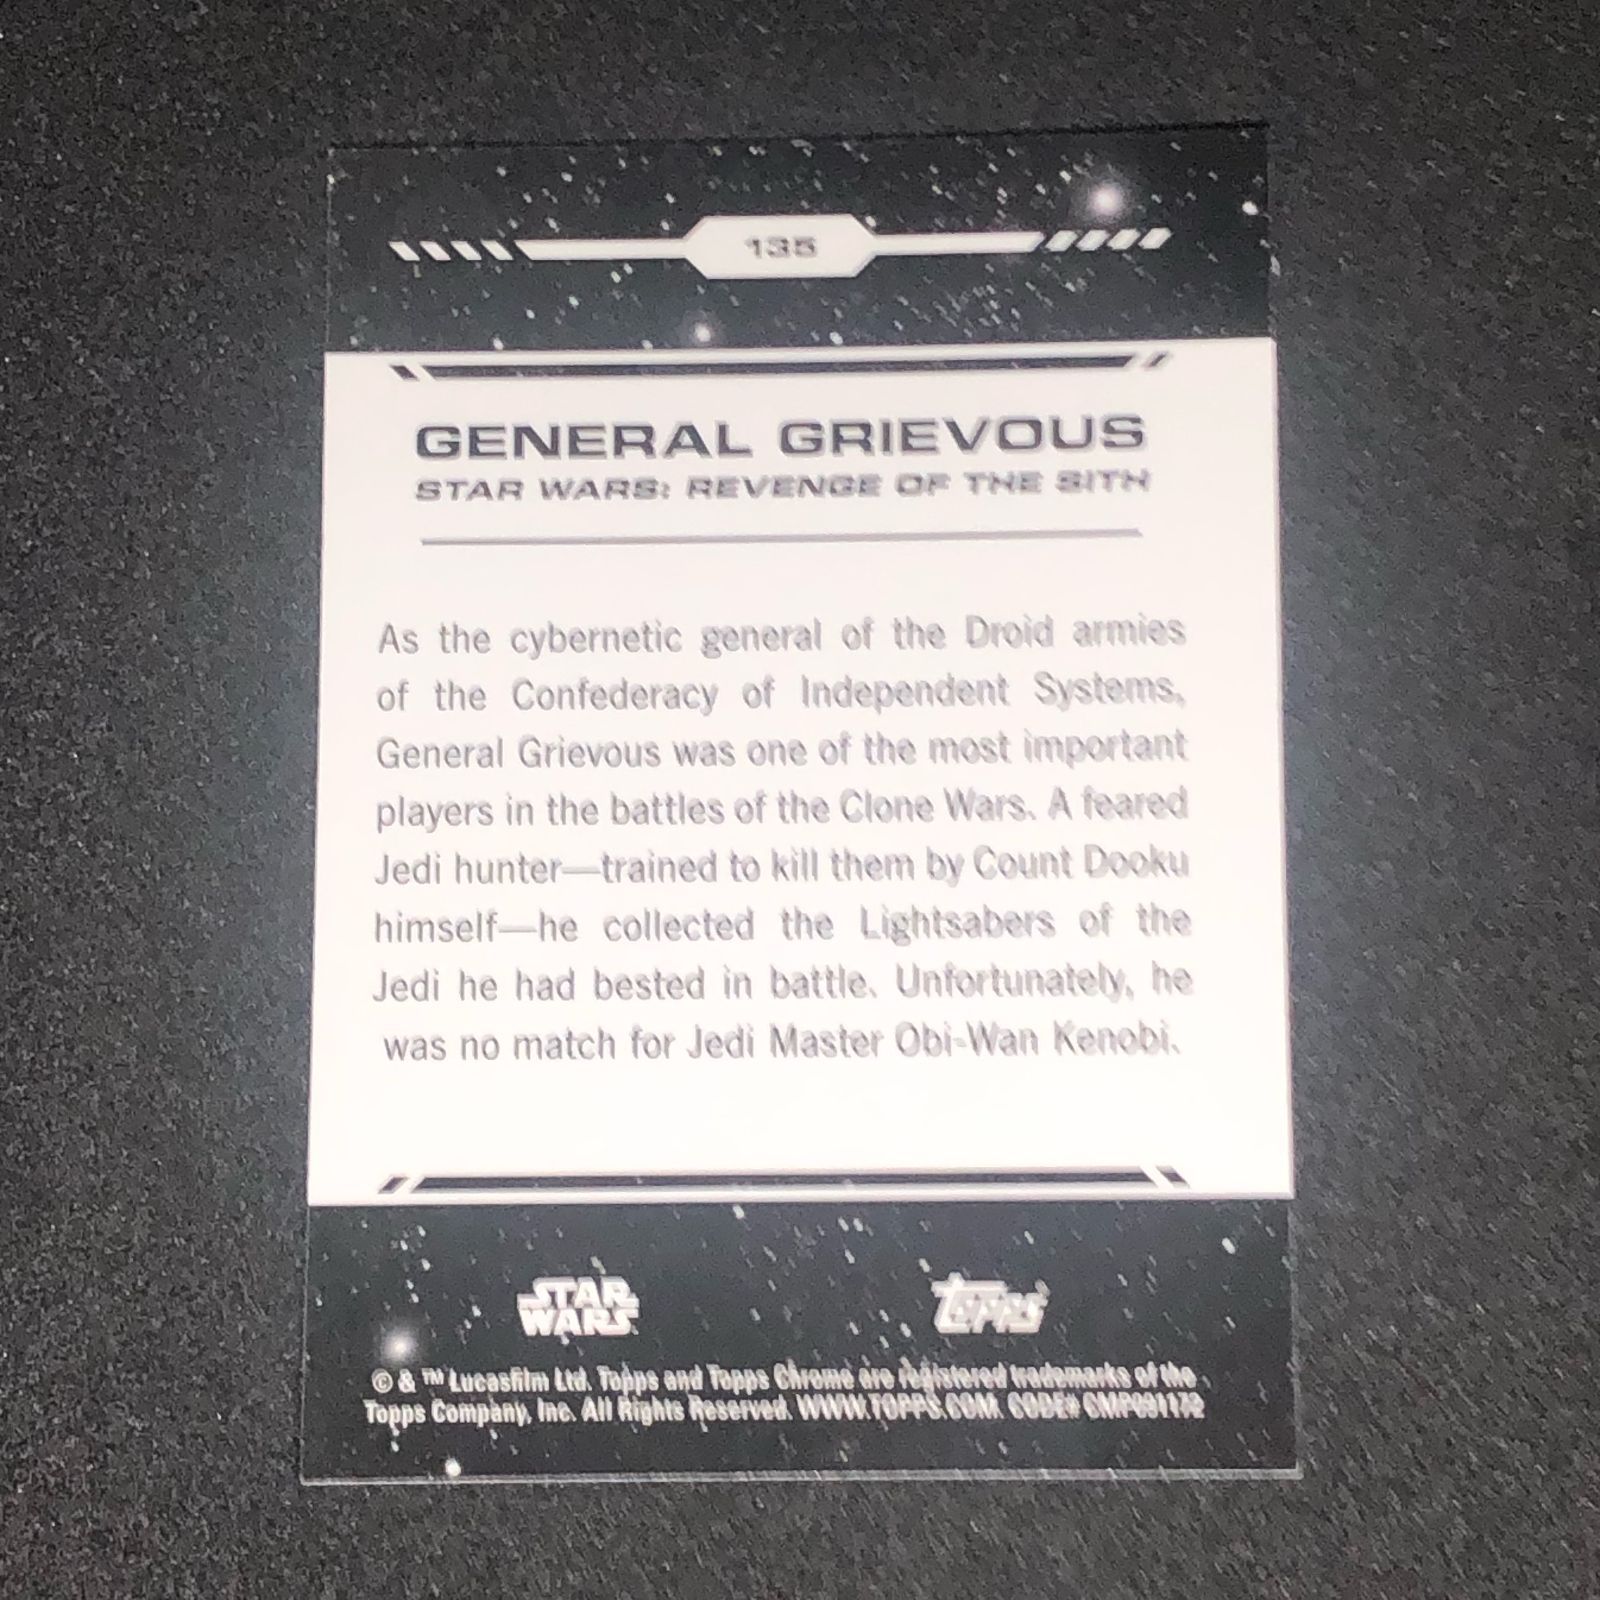 135
GENERAL GRIEVOUS
STAR WARS: REVENGE OF THE SITH
As the cybernetic general of the Droid armies
of the Confederacy of Independent Systems,
General Grievous was one of the most important
players in the battles of the Clone Wars. A feared
Jedi hunter—trained to kill them by Count Dooku
himself—he collected the Lightsabers of the
Jedi he had bested in battle. Unfortunately, he
was no match for Jedi Master Obi-Wan Kenobi.
STAR
WARS
TOPPS
© & ™ Lucasfilm Ltd. Topps and Topps Chrome are registered trademarks of the
Topps Company, Inc. All Rights Reserved. WWW.TOPPS.COM. CODE#